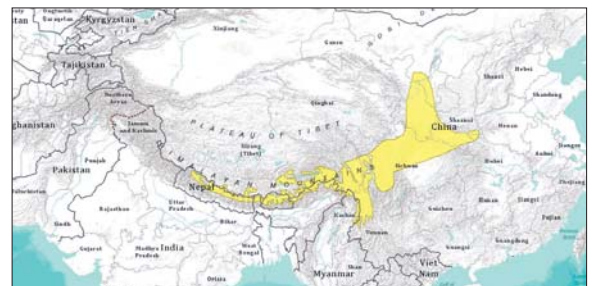 Kyrgyzstan
Xinjiang
Gansu
Tajikistan
Hebei
Shanxi
Shandong
Northern
Areas
Qinghai
Shaanxi
China
Henan
Jammu
and Kashmir
PLATEAU OF TIBET
Xizang
(Tibet)
Pakistan
Punjab
HIMALAYAN MOUNTAINS
Sichuan
Hubei
Anhui
Nepal
Uttar
Pradesh
Rajasthan
Bihar
Kachin
Guizhou
Hunan
Jiangxi
Fujian
Sindh
Yunnan
Gujarat
Madhya
Pradesh
India
West
Bengal
Guangxi
Guangdong
Orissa
Myanmar
Shan
Viet
Nam